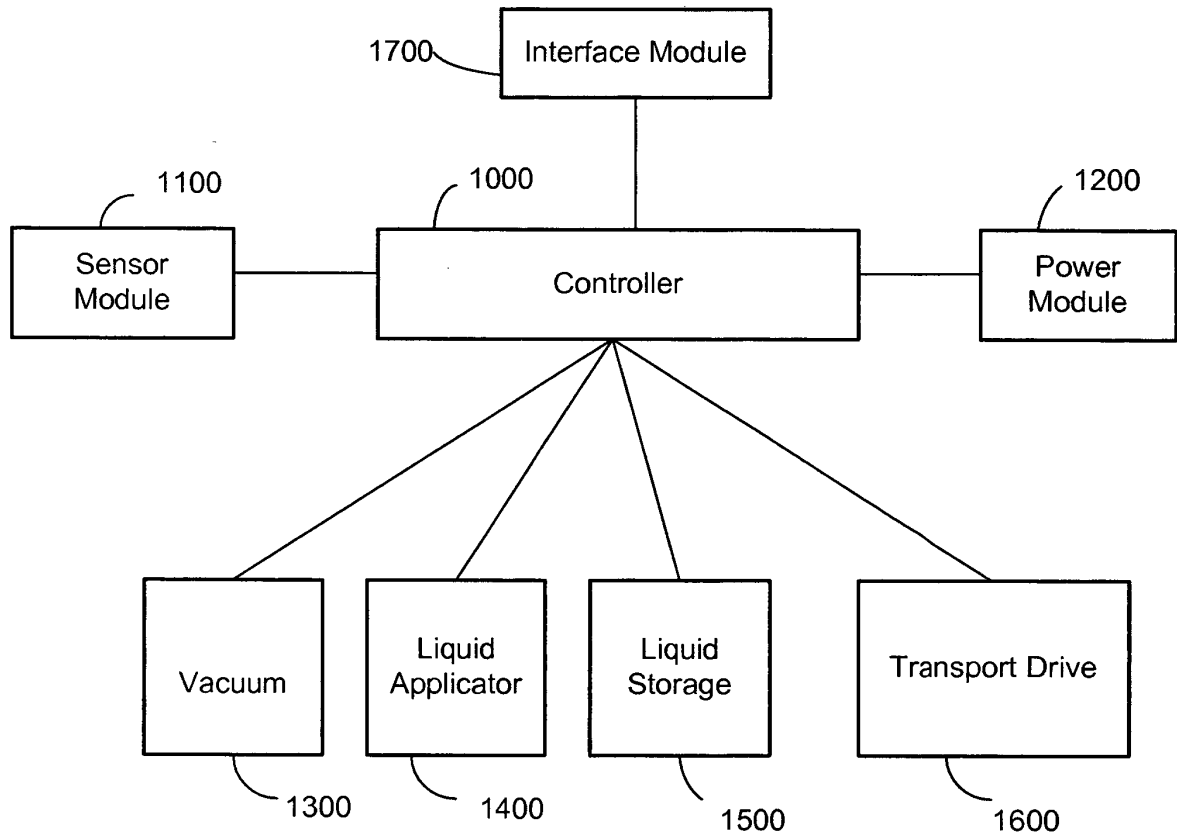 1700
Interface Module
1100
1000
1200
Sensor
Module
Controller
Power
Module
Vacuum
Liquid
Applicator
Liquid
Storage
Transport Drive
1300
1400
1500
1600